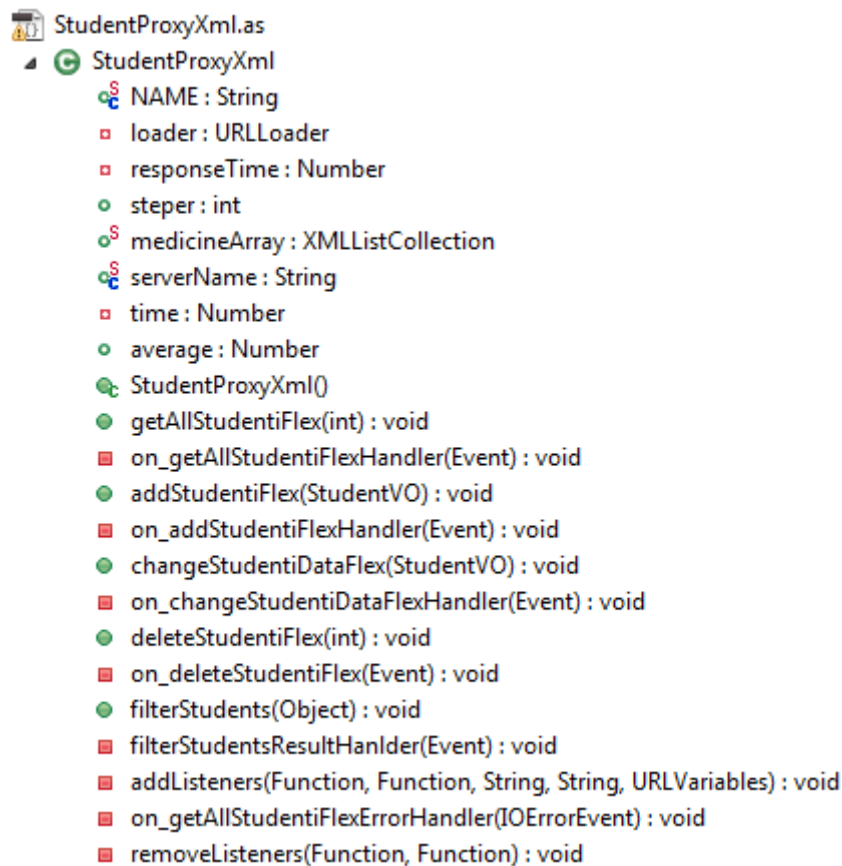 StudentProxyXml.as
StudentProxyXml
NAME : String
loader : URLLoader
responseTime : Number
steper : int
medicineArray : XMLListCollection
serverName : String
time : Number
average : Number
StudentProxyXml()
getAllStudentiFlex(int) : void
on_getAllStudentiFlexHandler(Event) : void
addStudentiFlex(StudentVO) : void
on_addStudentiFlexHandler(Event) : void
changeStudentiDataFlex(StudentVO) : void
on_changeStudentiDataFlexHandler(Event) : void
deleteStudentiFlex(int) : void
on_deleteStudentiFlex(Event) : void
filterStudents(Object) : void
filterStudentsResultHanlder(Event) : void
addListeners(Function, Function, String, String, URLVariables) : void
on_getAllStudentiFlexErrorHandler(IOErrorEvent) : void
removeListeners(Function, Function) : void